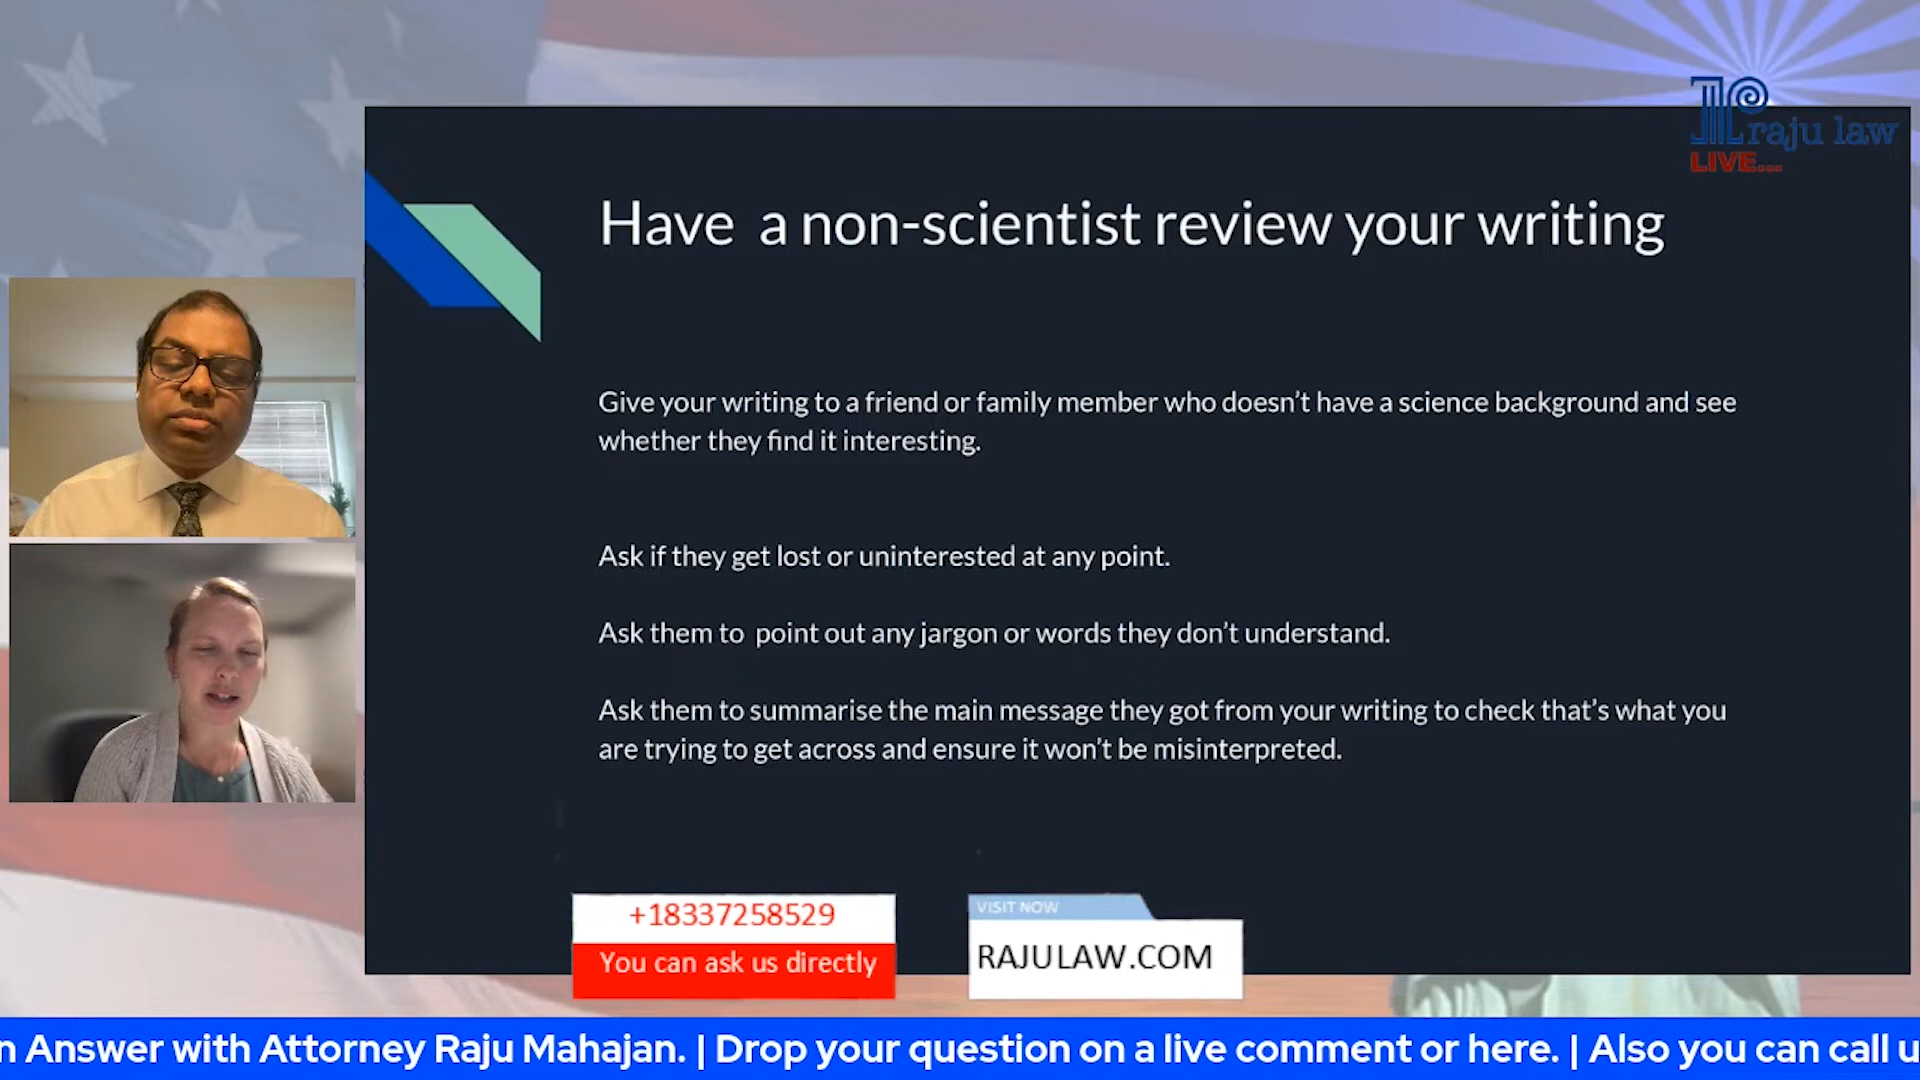 raju law
LIVE...
Have a non-scientist review your writing
Give your writing to a friend or family member who doesn't have a science background and see
whether they find it interesting.
Ask if they get lost or uninterested at any point.
Ask them to point out any jargon or words they don't understand.
Ask them to summarise the main message they got from your writing to check that's what you
are trying to get across and ensure it won't be misinterpreted.
+18337258529
You can ask us directly
VISIT NOW
RAJULAW.COM
n Answer with Attorney Raju Mahajan. | Drop your question on a live comment or here. | Also you can call u